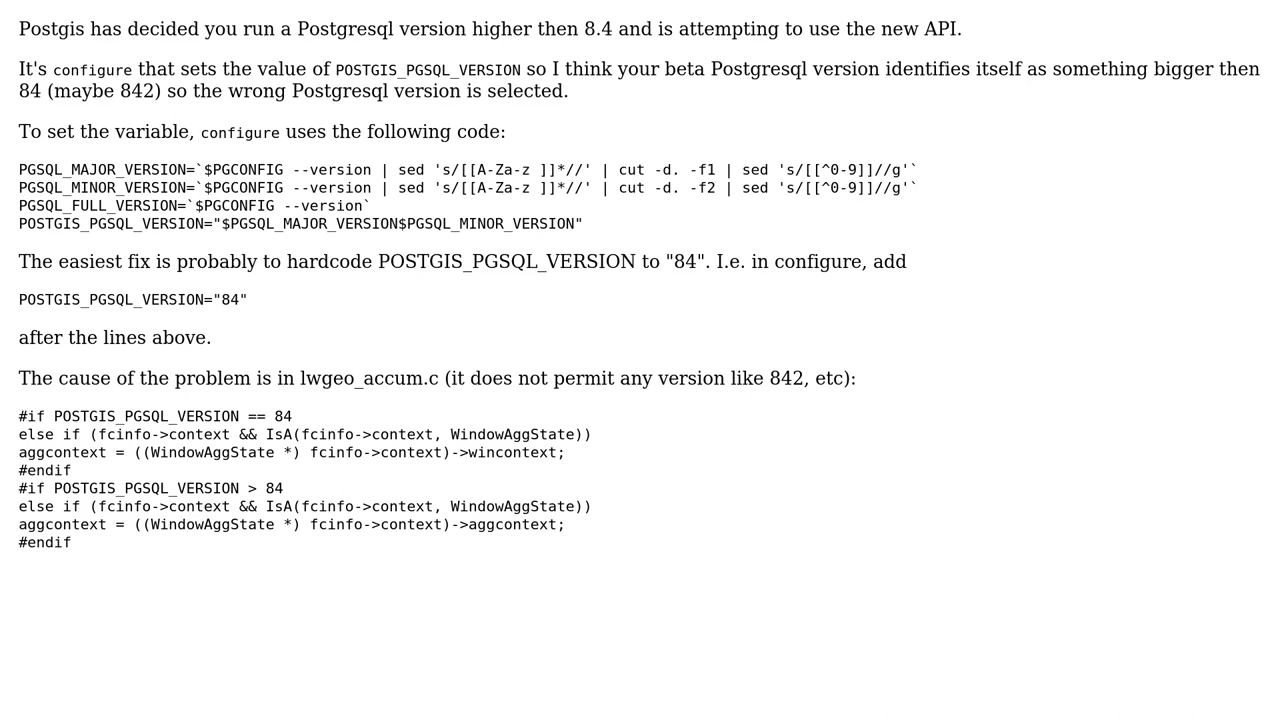 Postgis has decided you run a Postgresql version higher then 8.4 and is attempting to use the new API.
It's configure that sets the value of POSTGIS_PGSQL_VERSION so I think your beta Postgresql version identifies itself as something bigger then
84 (maybe 842) so the wrong Postgresql version is selected.
To set the variable, configure uses the following code:
PGSQL_MAJOR_VERSION=`$PGCONFIG --version | sed 's/[[A-Za-z ]]*//' | cut -d. -f1 | sed 's/[[^0-9]]//g'`
PGSQL_MINOR_VERSION=`$PGCONFIG --version | sed 's/[[A-Za-z ]]*//' | cut -d. -f2 | sed 's/[[^0-9]]//g'`
PGSQL_FULL_VERSION=`$PGCONFIG --version`
POSTGIS_PGSQL_VERSION="$PGSQL_MAJOR_VERSION$PGSQL_MINOR_VERSION"
The easiest fix is probably to hardcode POSTGIS_PGSQL_VERSION to "84". I.e. in configure, add
POSTGIS_PGSQL_VERSION="84"
after the lines above.
The cause of the problem is in lwgeo_accum.c (it does not permit any version like 842, etc):
#if POSTGIS_PGSQL_VERSION == 84
else if (fcinfo->context && IsA(fcinfo->context, WindowAggState))
aggcontext = ((WindowAggState *) fcinfo->context)->wincontext;
#endif
#if POSTGIS_PGSQL_VERSION > 84
else if (fcinfo->context && IsA(fcinfo->context, WindowAggState))
aggcontext = ((WindowAggState *) fcinfo->context)->aggcontext;
#endif